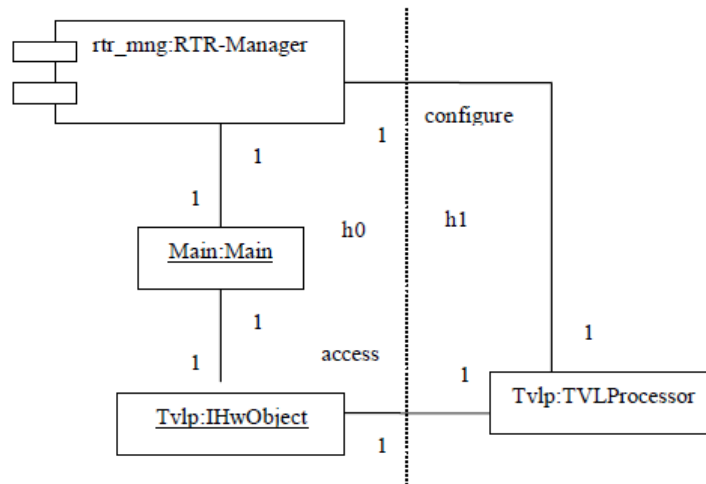 rtr_mng:RTR-Manager
configure
1
1
1
Main:Main
h0
h1
1
1
access
1
1
Tvlp:IHwObject
Tvlp:TVLProcessor
1